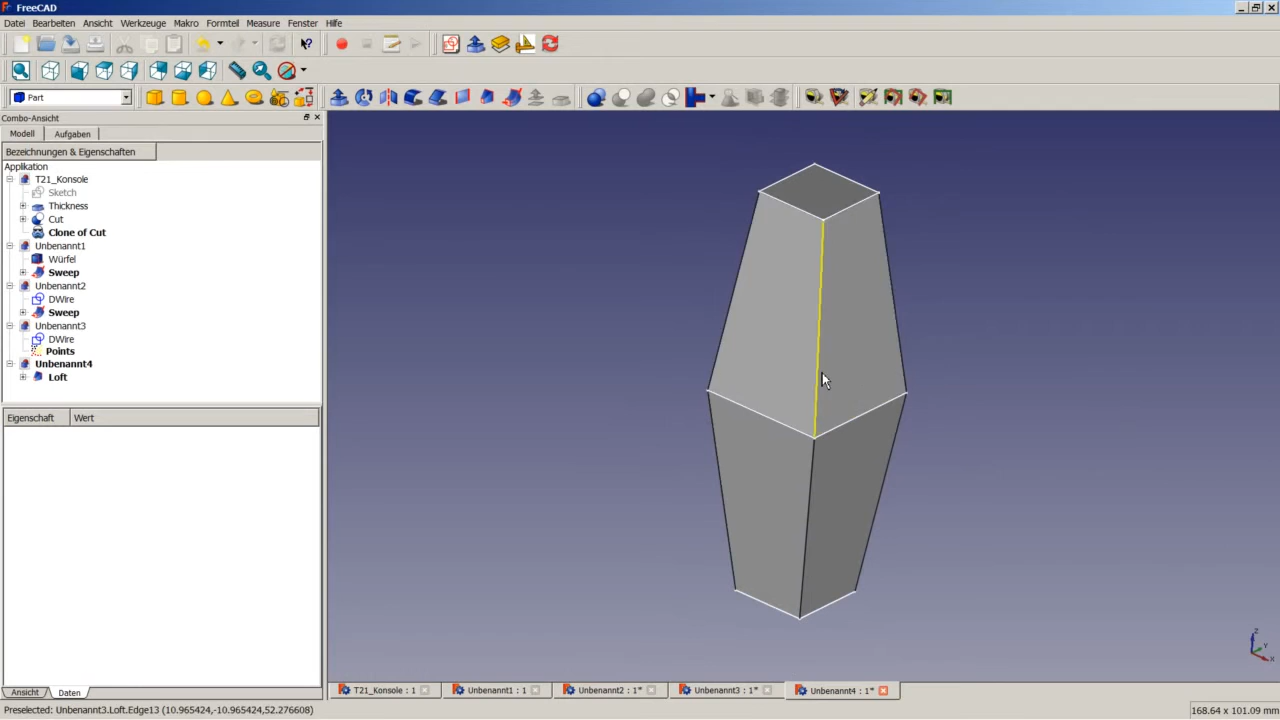 FreeCAD
Datei Bearbeiten Ansicht Werkzeuge Makro Formteil Measure Fenster Hilfe
Part
Combo-Ansicht
Modell Aufgaben
Bezeichnungen & Eigenschaften
Applikation
T21_Konsole
Sketch
Thickness
Cut
Clone of Cut
Unbenannt1
Würfel
Sweep
Unbenannt2
DWire
Sweep
Unbenannt3
DWire
Points
Unbenannt4
Loft
Eigenschaft Wert
Z
Y
X
Ansicht Daten
T21_Konsole : 1 Unbenannt1 : 1 Unbenannt2 : 1* Unbenannt3 : 1* Unbenannt4 : 1*
Preselected: Unbenannt3.Loft.Edge13 (10.965424,-10.965424,52.276608)
168.64 x 101.09 mm